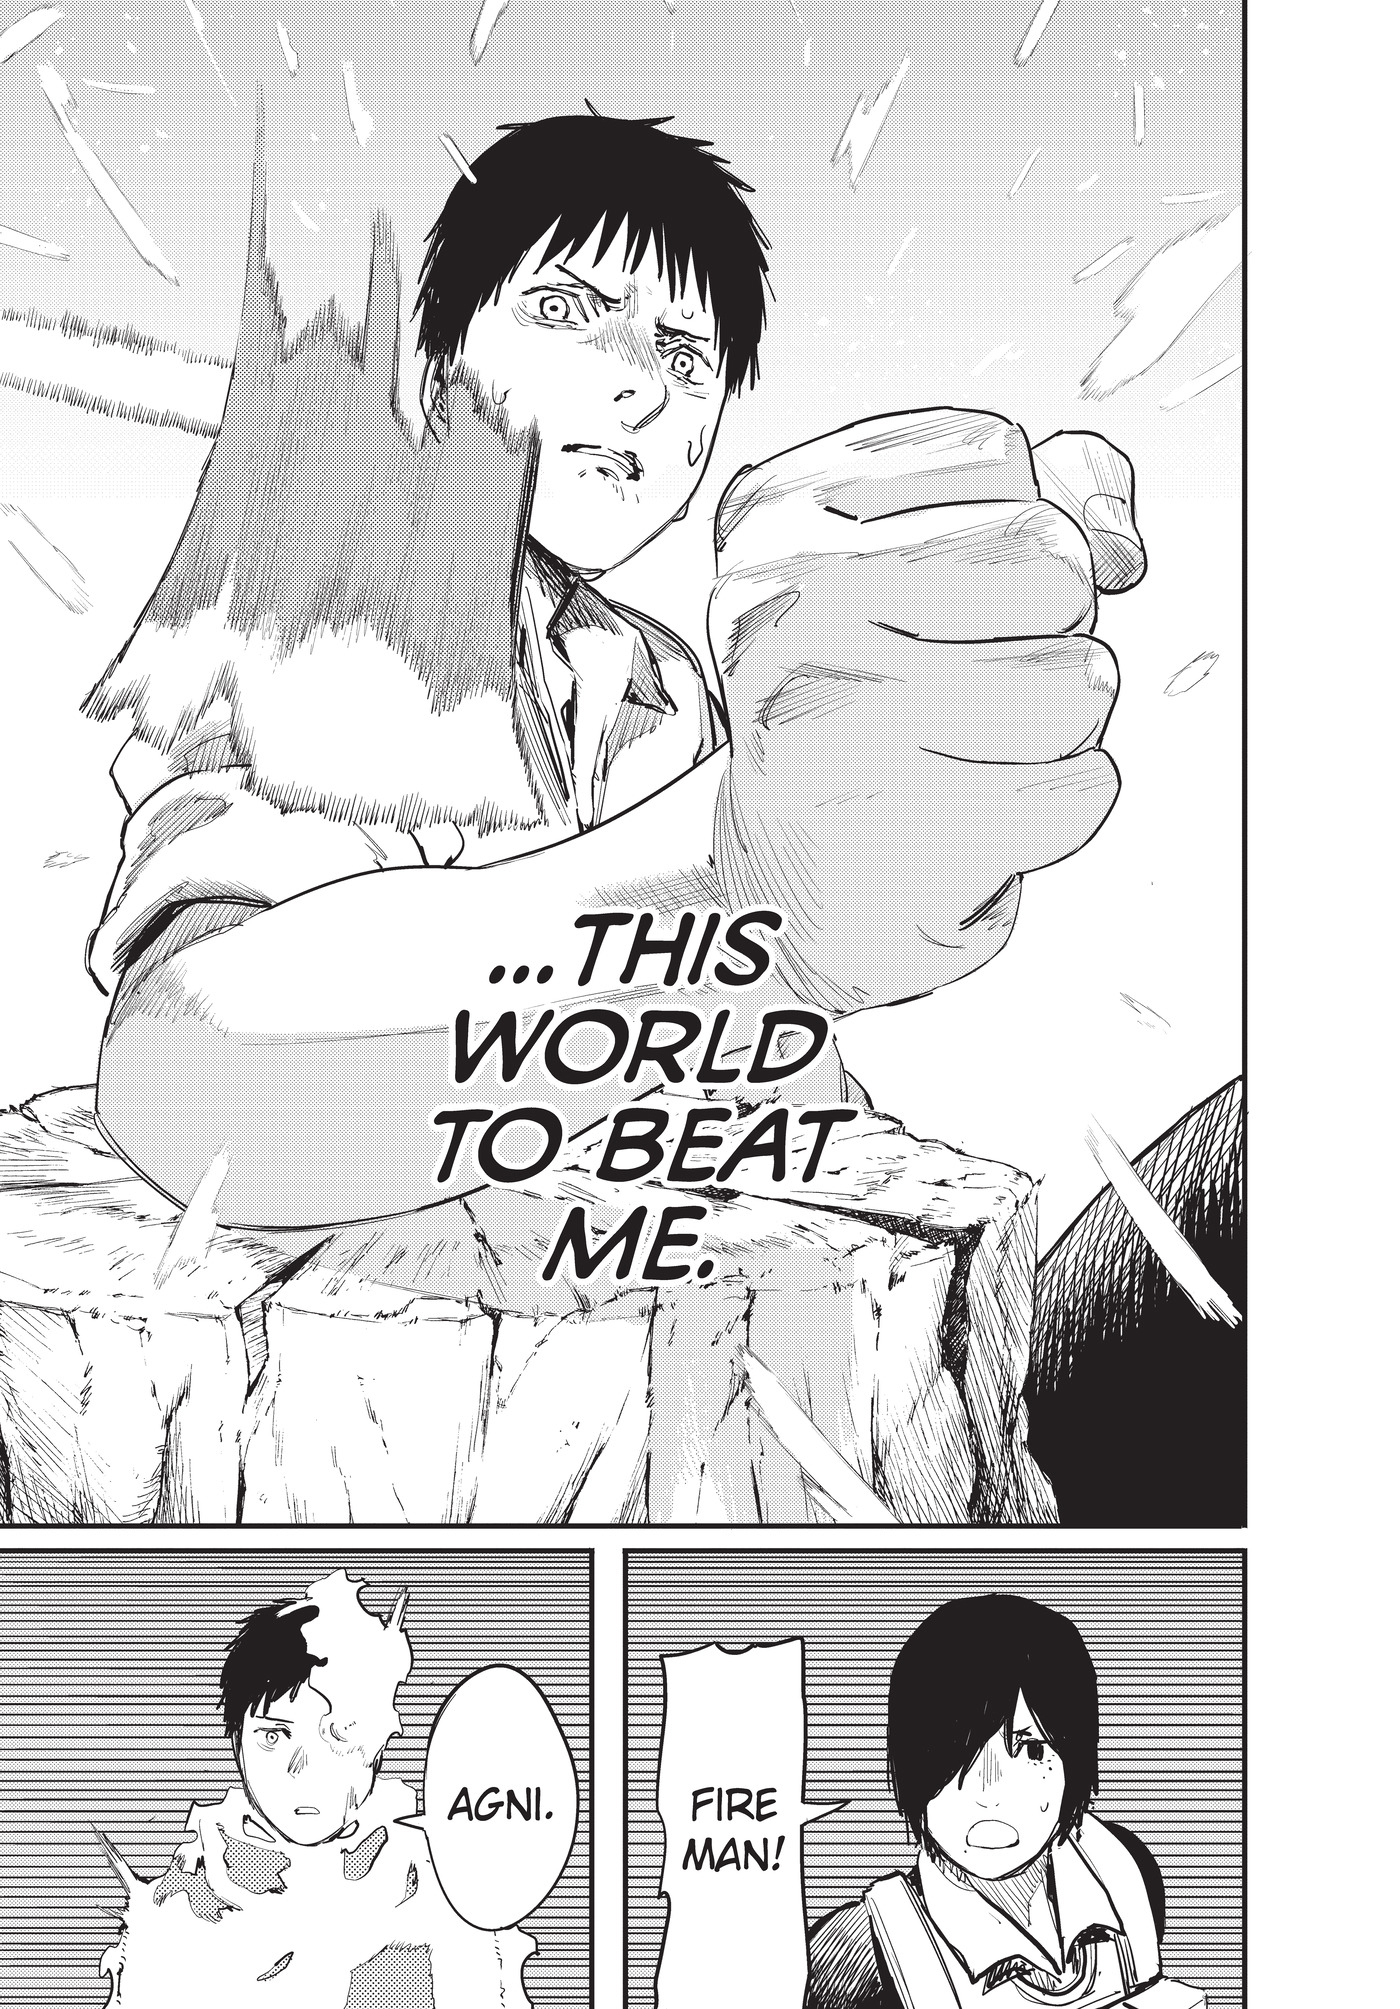 ...THIS
WORLD
TO BEAT
ME.
FIRE
MAN!
AGNI.